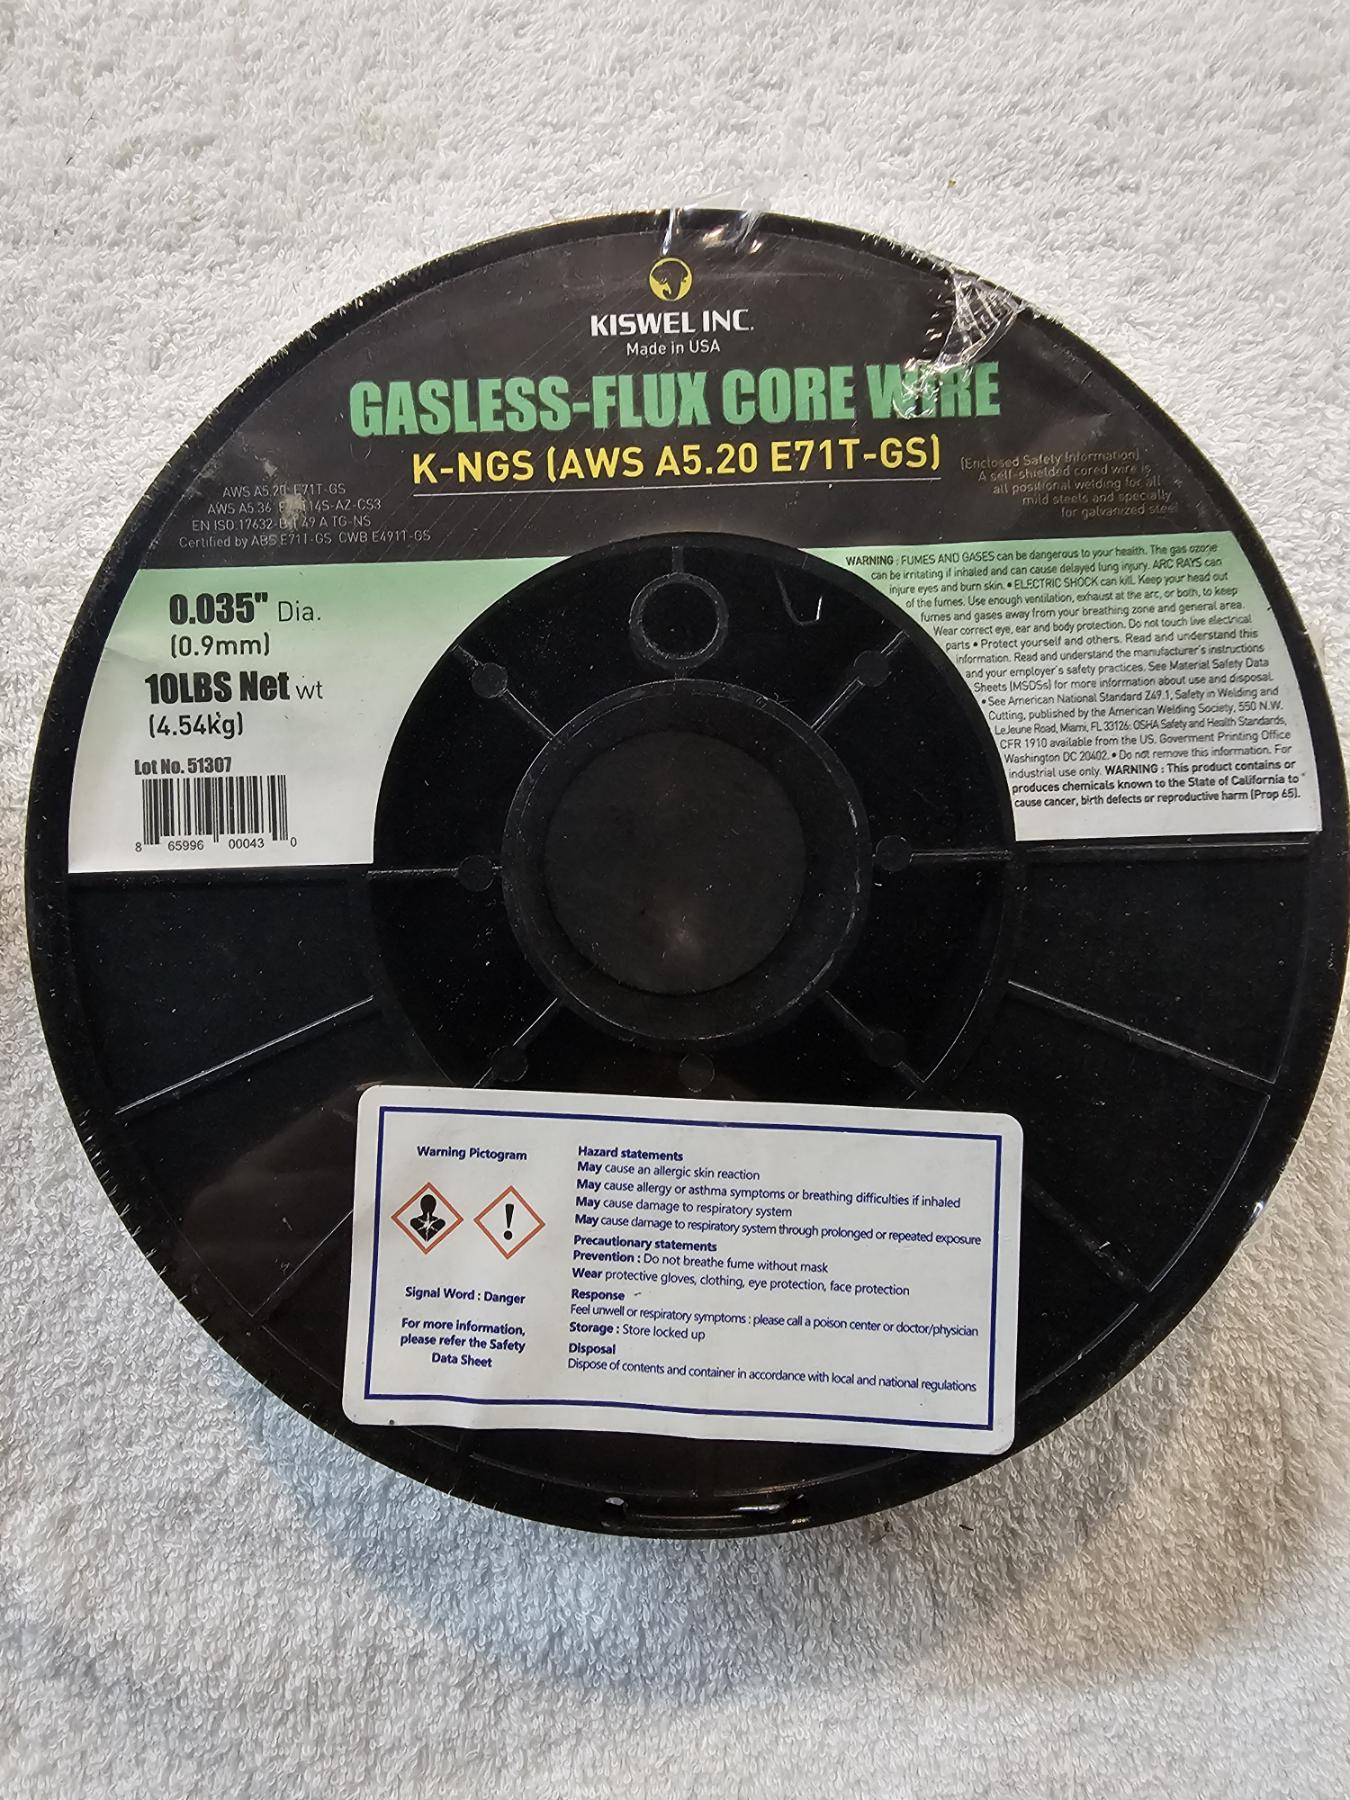 KISWEL INC.
Made in USA
GASLESS-FLUX CORE WIRE
K-NGS (AWS A5.20 E71T-GS)
AWS A5.20 E71T-GS
AWS A5.36 14S-AZ-CS3
EN ISO 17632-B T 49 A TG-NS
Certified by ABS E71T-GS CWB E491T-GS
(Enclosed Safety Information)
A self-shielded cored wire is
all positional welding for all
mild steels and specially
for galvanized steel
0.035" Dia.
(0.9mm)
10LBS Net wt
(4.54kg)
Lot No. 51307
8 65996 00043 0
WARNING : FUMES AND GASES can be dangerous to your health. The gas ozone
can be irritating if inhaled and can cause delayed lung injury. ARC RAYS can
injure eyes and burn skin. • ELECTRIC SHOCK can kill. Keep your head out
of the fumes. Use enough ventilation, exhaust at the arc, or both, to keep
fumes and gases away from your breathing zone and general area.
Wear correct eye, ear and body protection. Do not touch live electrical
parts • Protect yourself and others. Read and understand this
information. Read and understand the manufacturer's instructions
and your employer's safety practices. See Material Safety Data
Sheets (MSDSs) for more information about use and disposal.
• See American National Standard Z49.1, Safety in Welding and
Cutting, published by the American Welding Society, 550 N.W.
LeJeune Road, Miami, FL 33126: OSHA Safety and Health Standards,
CFR 1910 available from the US, Goverment Printing Office
Washington DC 20402. • Do not remove this information. For
industrial use only. WARNING : This product contains or
produces chemicals known to the State of California to
cause cancer, birth defects or reproductive harm (Prop 65).
Warning Pictogram
Signal Word : Danger
For more information,
please refer the Safety
Data Sheet
Hazard statements
May cause an allergic skin reaction
May cause allergy or asthma symptoms or breathing difficulties if inhaled
May cause damage to respiratory system
May cause damage to respiratory system through prolonged or repeated exposure
Precautionary statements
Prevention : Do not breathe fume without mask
Wear protective gloves, clothing, eye protection, face protection
Response
Feel unwell or respiratory symptoms : please call a poison center or doctor/physician
Storage : Store locked up
Disposal
Dispose of contents and container in accordance with local and national regulations